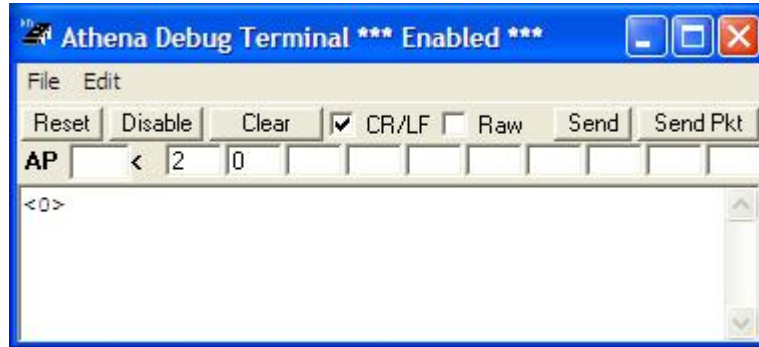 Athena Debug Terminal *** Enabled ***
File Edit
Reset Disable Clear CR/LF Raw Send Send Pkt
AP < 2 0
<0>